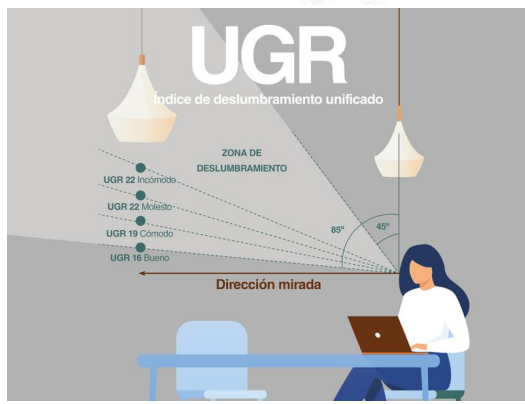 UGR
Índice de deslumbramiento unificado
ZONA DE
DESLUMBRAMIENTO
UGR 22 Incómodo
UGR 22 Molesto
UGR 19 Cómodo
UGR 16 Bueno
85º
45º
Dirección mirada